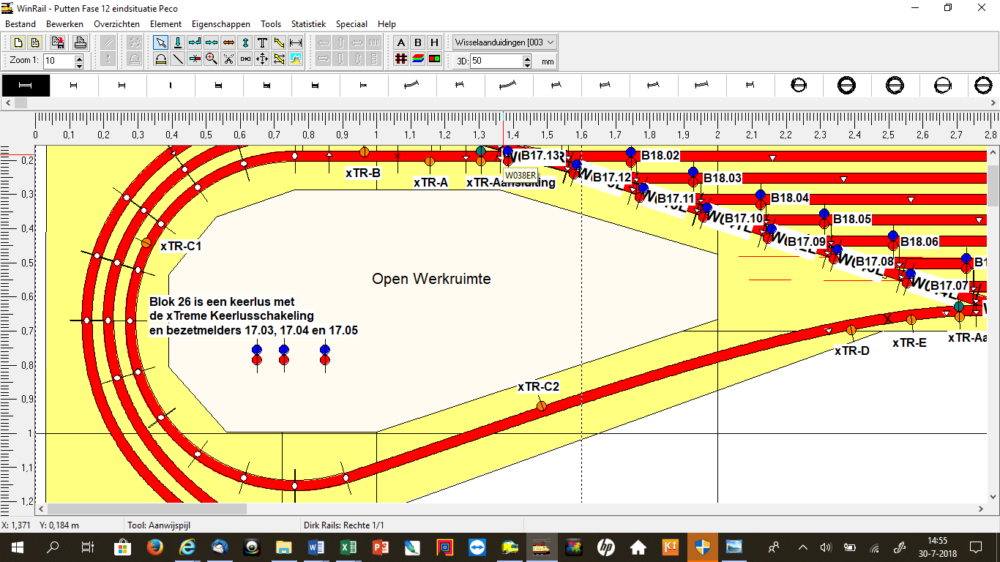 WinRail - Putten Fase 12 eindsituatie Peco
Bestand Bewerken Overzichten Element Eigenschappen Tools Statistiek Speciaal Help
A B H Wisselaanduidingen [003
Zoom 1: 10 3D: 50 mm
0 0,1 0,2 0,3 0,4 0,5 0,6 0,7 0,8 0,9 1 1,1 1,2 1,3 1,4 1,5 1,6 1,7 1,8 1,9 2 2,1 2,2 2,3 2,4 2,5 2,6 2,7 2,8
0,2
0,3
0,4
0,5
0,6
0,7
0,8
0,9
1
1,1
1,2
B17.13
B18.02
xTR-B
xTR-A
xTR-Aansluiting
W038ER
B17.12
B18.03
B17.11
B18.04
B17.10
B18.05
B17.09
B18.06
B17.08
B17.07
xTR-C1
Open Werkruimte
Blok 26 is een keerlus met
de xTreme Keerlusschakeling
en bezetmelders 17.03, 17.04 en 17.05
xTR-Aa
xTR-E
xTR-D
xTR-C2
X: 1,371 Y: 0,184 m Tool: Aanwijspijl Dirk Rails: Rechte 1/1
14:55
30-7-2018